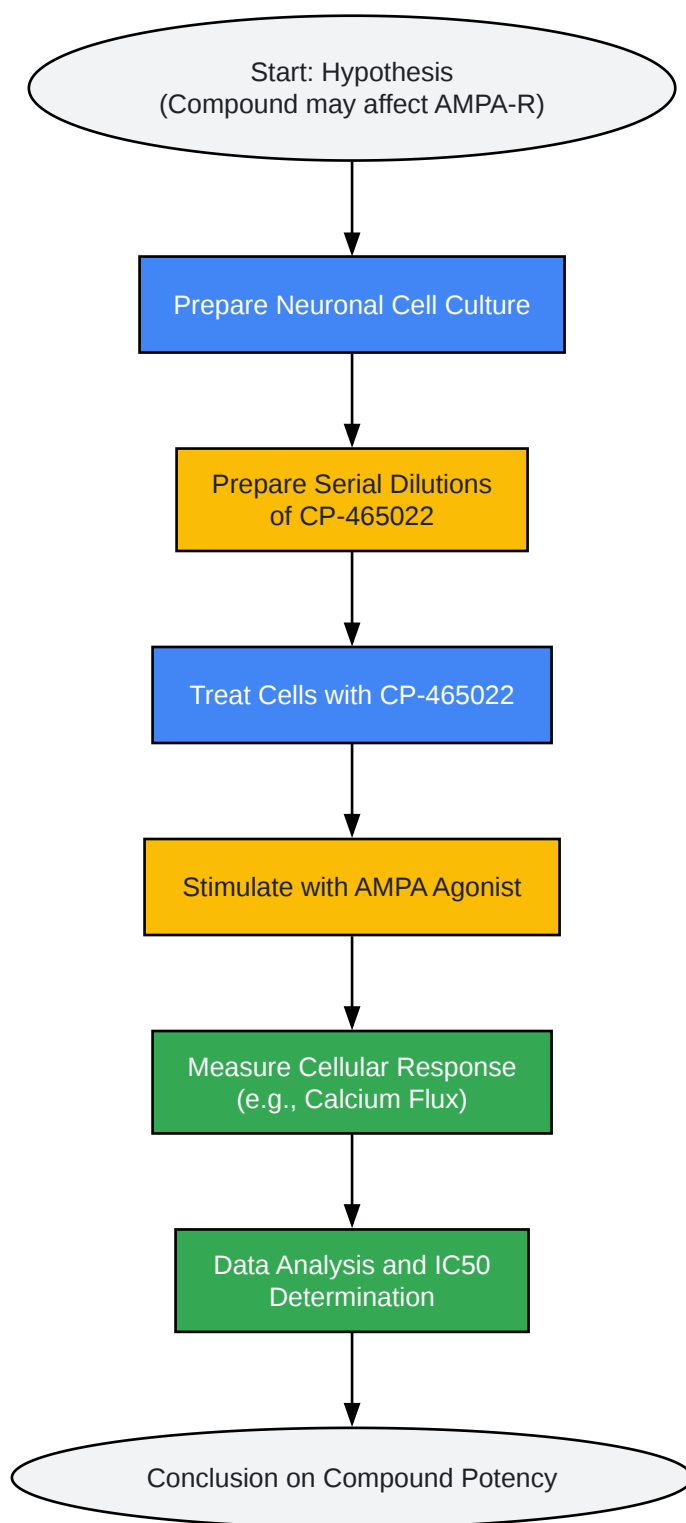 Start: Hypothesis
(Compound may affect AMPA-R)
Prepare Neuronal Cell Culture
Prepare Serial Dilutions
of CP-465022
Treat Cells with CP-465022
Stimulate with AMPA Agonist
Measure Cellular Response
(e.g., Calcium Flux)
Data Analysis and IC50
Determination
Conclusion on Compound Potency